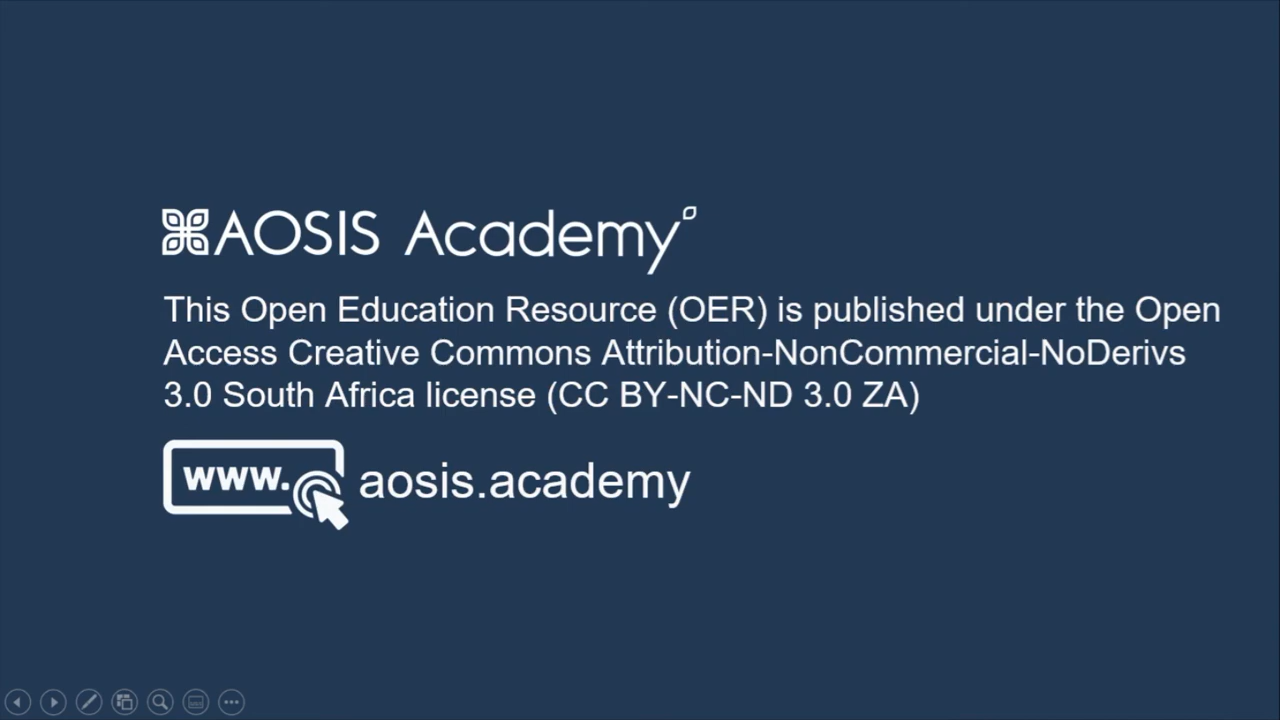 AOSIS Academy
This Open Education Resource (OER) is published under the Open
Access Creative Commons Attribution-NonCommercial-NoDerivs
3.0 South Africa license (CC BY-NC-ND 3.0 ZA)
www. aosis.academy